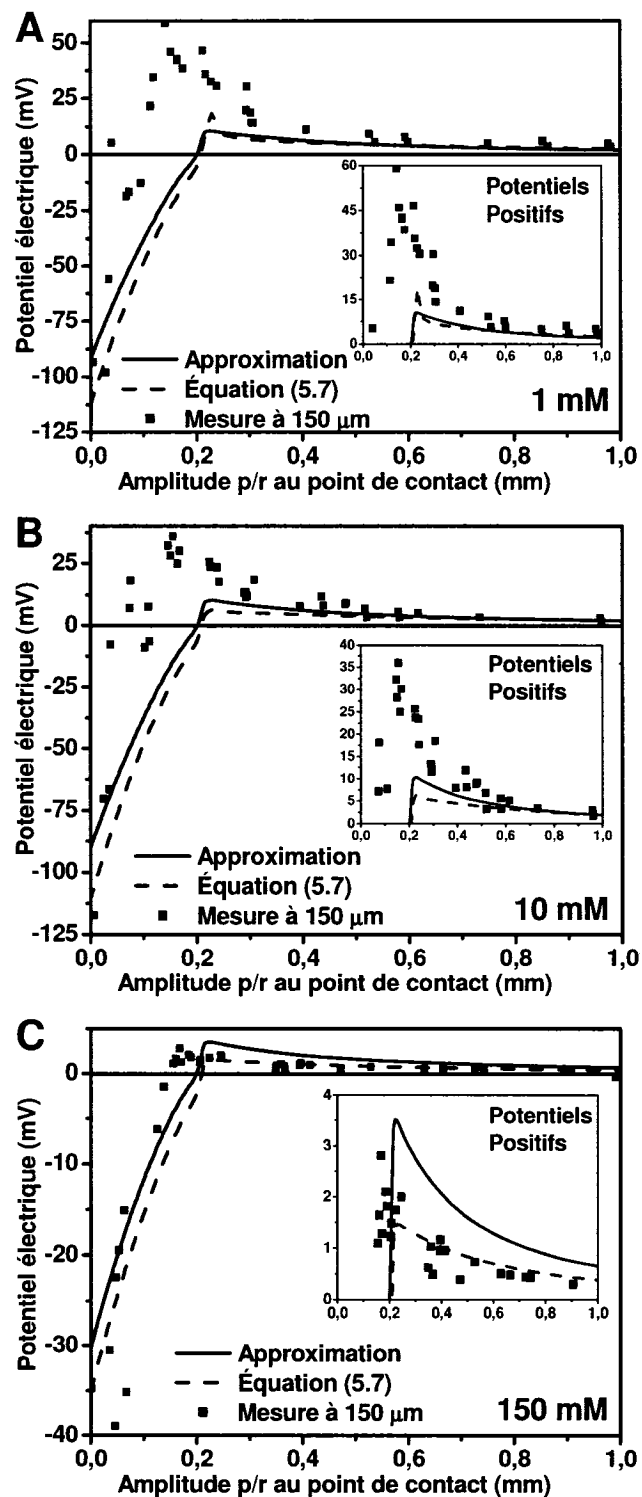 A
50
25
0
-25
-50
-75
-100
-125
Potentiel électrique (mV)
60
45
30
15
0
Potentiels
Positifs
0,0 0,2 0,4 0,6 0,8 1,0
Approximation
Équation (5.7)
Mesure à 150 µm
1 mM
0,0 0,2 0,4 0,6 0,8 1,0
Amplitude p/r au point de contact (mm)
B
25
0
-25
-50
-75
-100
-125
Potentiel électrique (mV)
40
35
30
25
20
15
10
5
0
Potentiels
Positifs
0,0 0,2 0,4 0,6 0,8 1,0
Approximation
Équation (5.7)
Mesure à 150 µm
10 mM
0,0 0,2 0,4 0,6 0,8 1,0
Amplitude p/r au point de contact (mm)
C
0
-10
-20
-30
-40
Potentiel électrique (mV)
4
3
2
1
0
Potentiels
Positifs
0,0 0,2 0,4 0,6 0,8 1,0
Approximation
Équation (5.7)
Mesure à 150 µm
150 mM
0,0 0,2 0,4 0,6 0,8 1,0
Amplitude p/r au point de contact (mm)